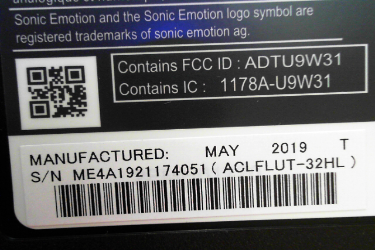 Sonic Emotion and the Sonic Emotion logo symbol are
registered trademarks of sonic emotion ag.
Contains FCC ID : ADTU9W31
Contains IC : 1178A-U9W31
MANUFACTURED: MAY 2019 T
S/N ME4A1921174051 ( ACLFLUT-32HL )